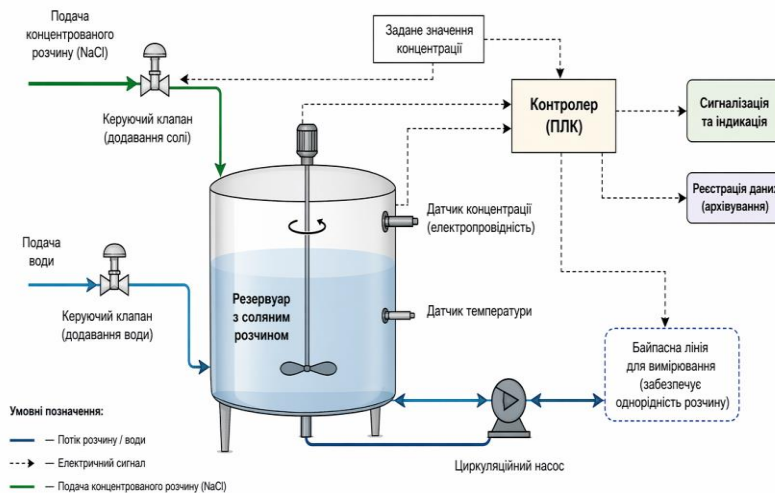 Подача
концентрованого
розчину (NaCl)
Керуючий клапан
(додавання солі)
Задане значення
концентрації
Контролер
(ПЛК)
Сигналізація
та індикація
Реєстрація даних
(архівування)
Датчик концентрації
(електропровідність)
Подача
води
Керуючий клапан
(додавання води)
Резервуар
з соляним
розчином
Датчик температури
Байпасна лінія
для вимірювання
(забезпечує
однорідність розчину)
Циркуляційний насос
Умовні позначення:
— Потік розчину / води
— Електричний сигнал
— Подача концентрованого розчину (NaCl)